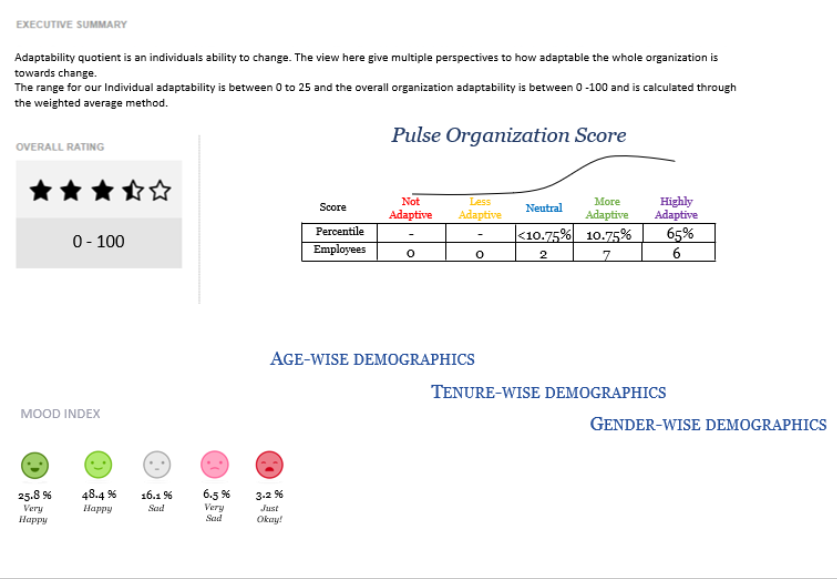 EXECUTIVE SUMMARY
Adaptability quotient is an individuals ability to change. The view here give multiple perspectives to how adaptable the whole organization is
towards change.
The range for our Individual adaptability is between 0 to 25 and the overall organization adaptability is between 0 -100 and is calculated through
the weighted average method.
OVERALL RATING
0 - 100
Pulse Organization Score
Score Not Adaptive Less Adaptive Neutral More Adaptive Highly Adaptive
Percentile - - <10.75% 10.75% 65%
Employees 0 0 2 7 6
AGE-WISE DEMOGRAPHICS
TENURE-WISE DEMOGRAPHICS
GENDER-WISE DEMOGRAPHICS
MOOD INDEX
25.8 % 48.4 % 16.1 % 6.5 % 3.2 %
Very Happy Happy Sad Very Sad Just Okay!